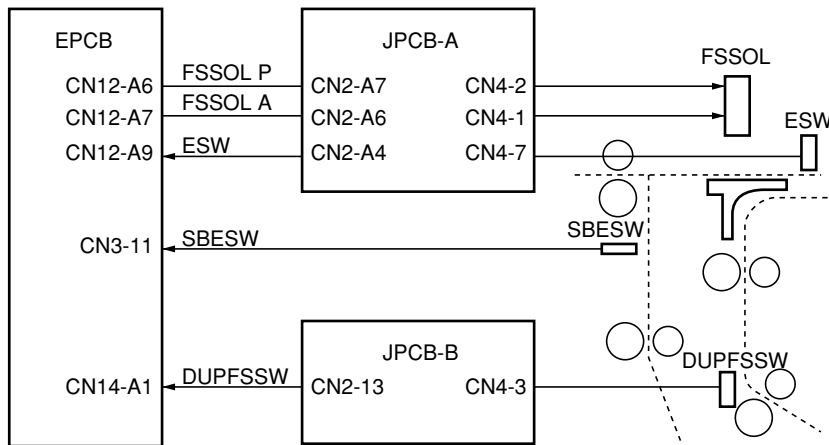 EPCB
JPCB-A
FSSOL
CN12-A6 FSSOL P CN2-A7 CN4-2
CN12-A7 FSSOL A CN2-A6 CN4-1
ESW
CN12-A9 ESW CN2-A4 CN4-7
SBESW
CN3-11 SBESW
JPCB-B
DUPFSSW
CN14-A1 DUPFSSW CN2-13 CN4-3